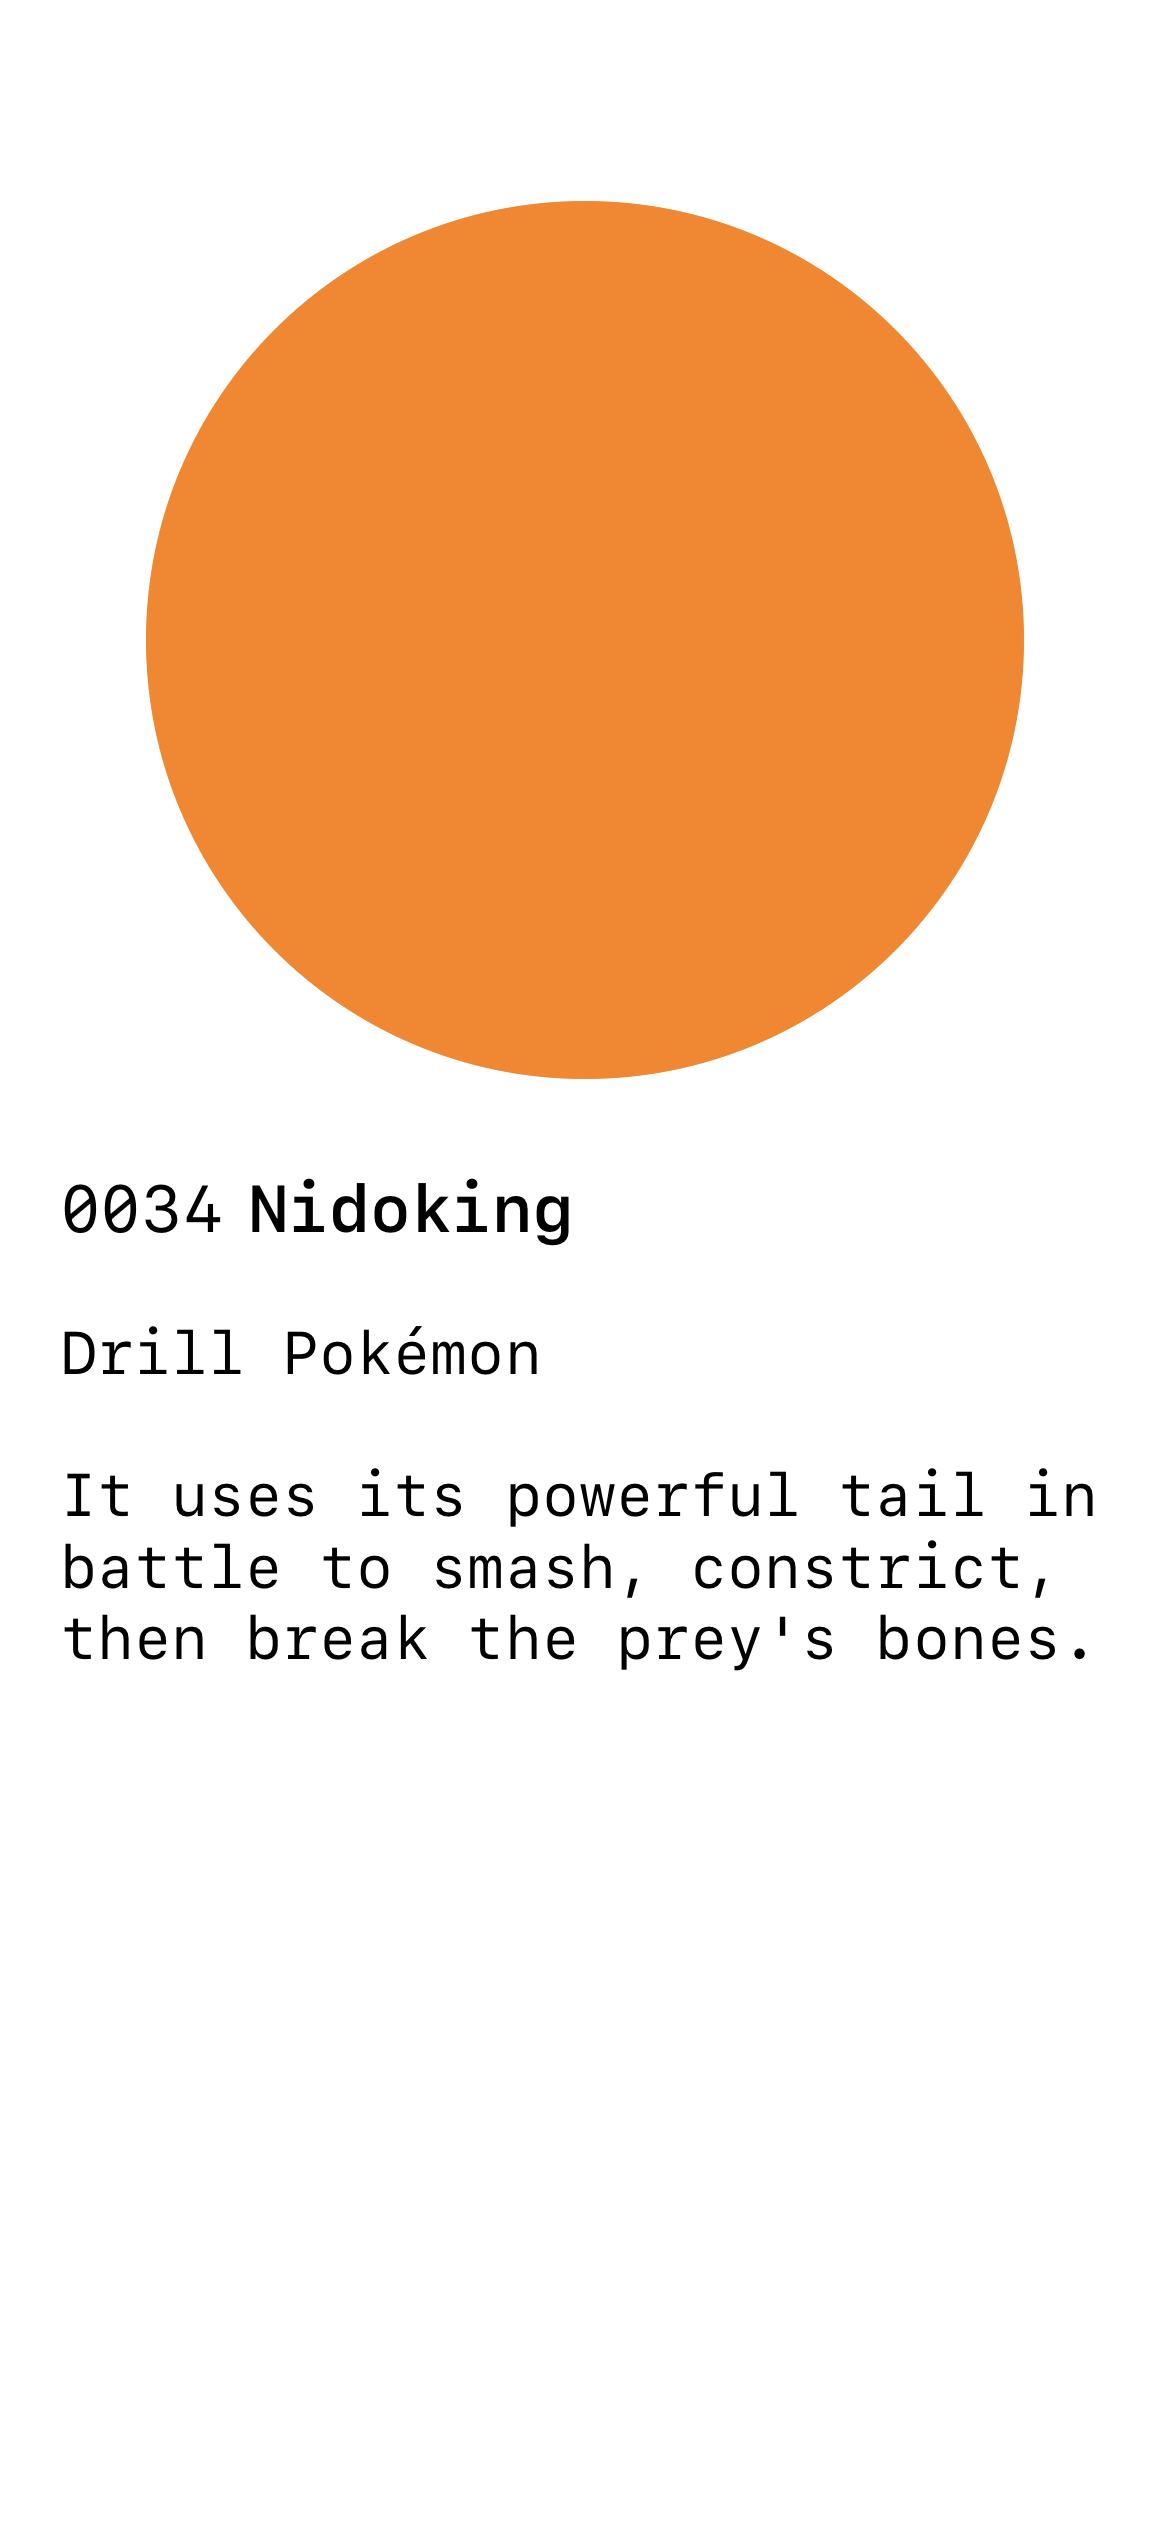 0034 Nidoking
Drill Pokémon
It uses its powerful tail in
battle to smash, constrict,
then break the prey's bones.